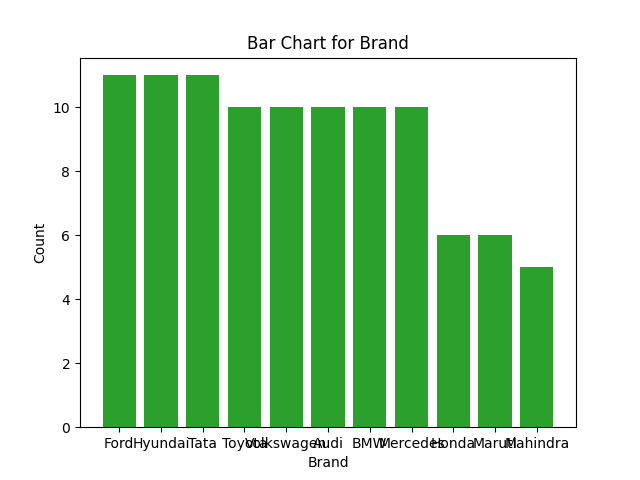 Bar Chart for Brand
Count
10
8
6
4
2
0
Ford Hyundai Tata Toyota Volkswagen Audi BMW Mercedes Honda Maruti Mahindra
Brand